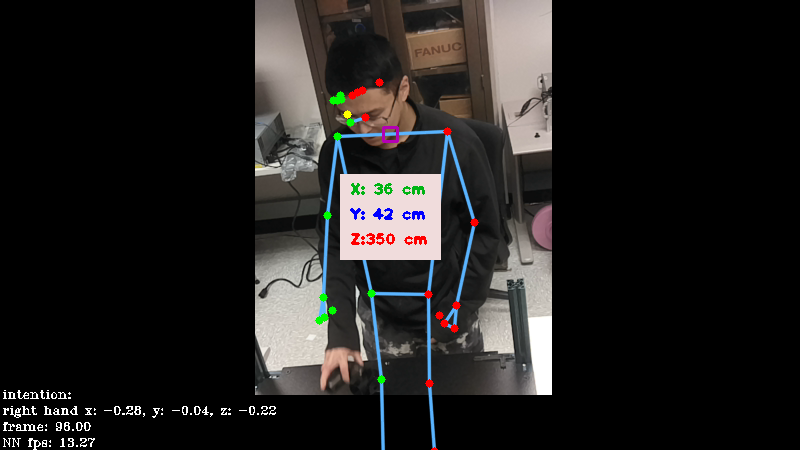 FANUC
X: 36 cm
Y: 42 cm
Z:350 cm
intention:
right hand x: -0.28, y: -0.04, z: -0.22
frame: 96.00
NN fps: 13.27